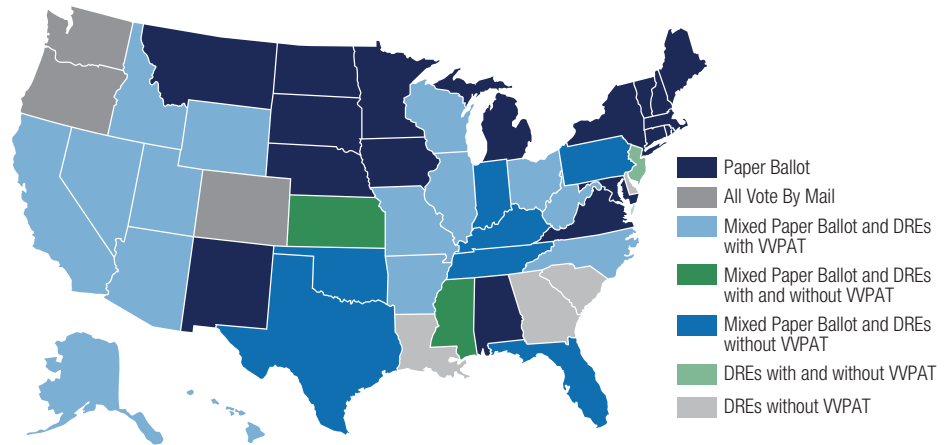 Paper Ballot
All Vote By Mail
Mixed Paper Ballot and DREs
with VVPAT
Mixed Paper Ballot and DREs
with and without VVPAT
Mixed Paper Ballot and DREs
without VVPAT
DREs with and without VVPAT
DREs without VVPAT